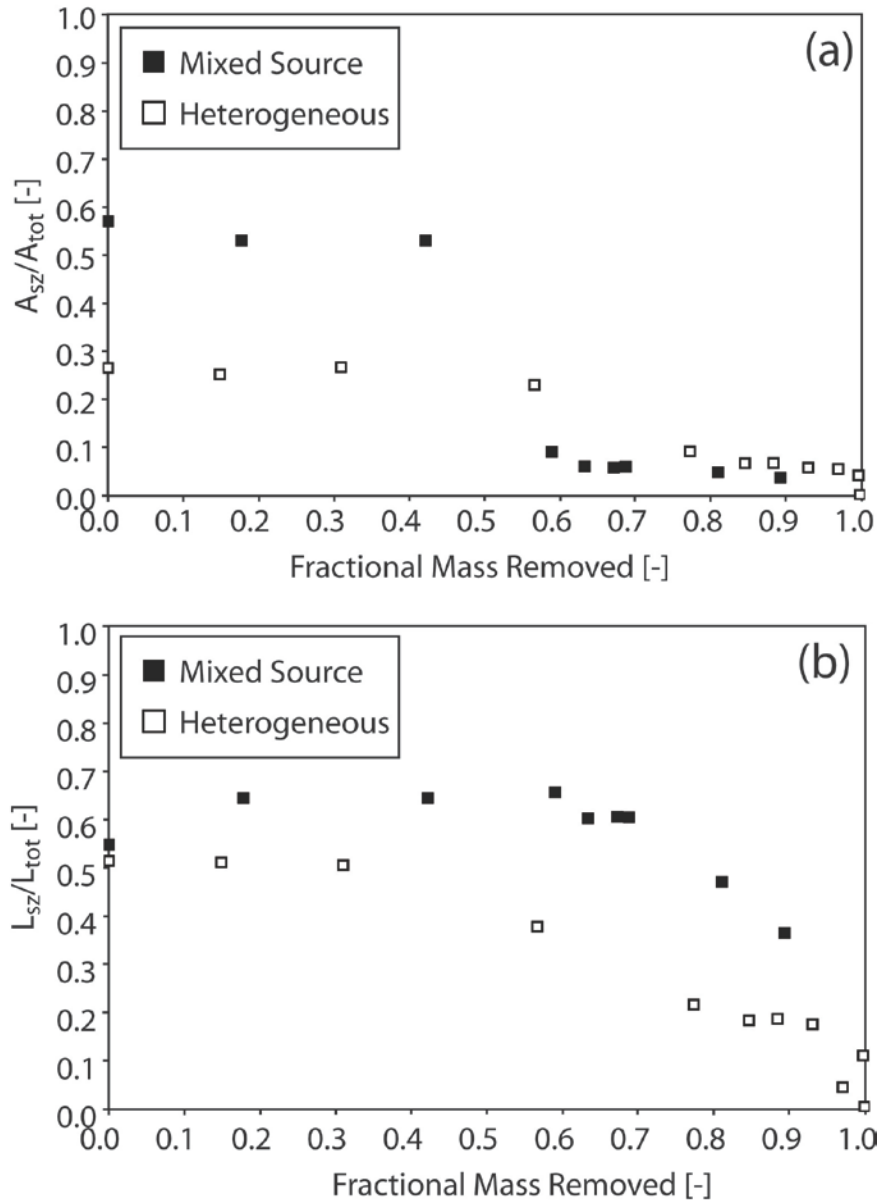 1.0
(a)
0.9
Mixed Source
0.8
Heterogeneous
0.7
0.6
0.5
0.4
0.3
0.2
0.1
0.0
A_sz/A_tot [-]
0.0 0.1 0.2 0.3 0.4 0.5 0.6 0.7 0.8 0.9 1.0
Fractional Mass Removed [-]
1.0
(b)
0.9
Mixed Source
0.8
Heterogeneous
0.7
0.6
0.5
0.4
0.3
0.2
0.1
0.0
L_sz/L_tot [-]
0.0 0.1 0.2 0.3 0.4 0.5 0.6 0.7 0.8 0.9 1.0
Fractional Mass Removed [-]